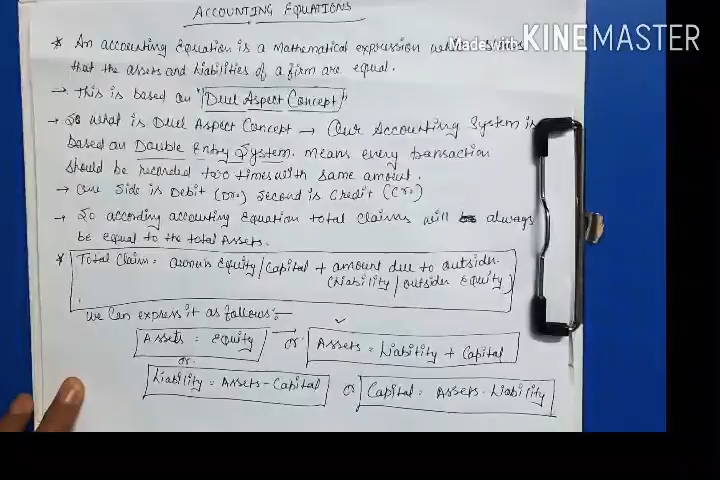 ACCOUNTING EQUATIONS
Made with KINEMASTER
* An accounting Equation is a Mathematical expression which shows
that the assets and Liabilities of a firm are equal.
→ This is based on "Duel Aspect Concept"
→ So what is Duel Aspect Concept → Our Accounting System is
based on Double Entry System. Means every transaction
should be recorded two times with same amount.
→ One Side is Debit (Dr.) Second is Credit (Cr.)
→ So according accounting Equation total claims will always
be equal to the total Assets.
* Total Claim = owner's Equity / Capital + amount due to outsider
(Liability / outsider Equity)
We can express it as follows:-
Assets = Equity → or Assets = Liability + Capital
or
Liability = Assets - Capital or Capital = Assets - Liability